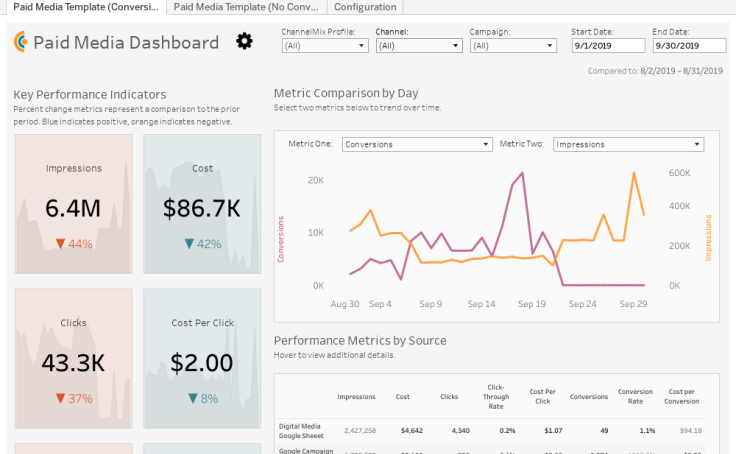 Paid Media Template (Conversi... Paid Media Template (No Conv... Configuration
Paid Media Dashboard
ChannelMix Profile: Channel: Campaign: Start Date: End Date:
(All) (All) (All) 9/1/2019 9/30/2019
Compared to: 8/2/2019 - 8/31/2019
Key Performance Indicators
Percent change metrics represent a comparison to the prior
period. Blue indicates positive, orange indicates negative.
Impressions
6.4M
▼ 44%
Cost
$86.7K
▼ 42%
Clicks
43.3K
▼ 37%
Cost Per Click
$2.00
▼ 8%
Metric Comparison by Day
Select two metrics below to trend over time.
Metric One: Conversions Metric Two: Impressions
20K
10K
0K
Conversions
600K
400K
200K
0K
Impressions
Aug 30 Sep 4 Sep 9 Sep 14 Sep 19 Sep 24 Sep 29
Performance Metrics by Source
Hover to view additional details.
Impressions Cost Clicks Click-Through Rate Cost Per Click Conversions Conversion Rate Cost per Conversion
Digital Media
Google Sheeet 2,427,258 $4,642 4,340 0.2% $1.07 49 1.1% $94.18
Google Campaign